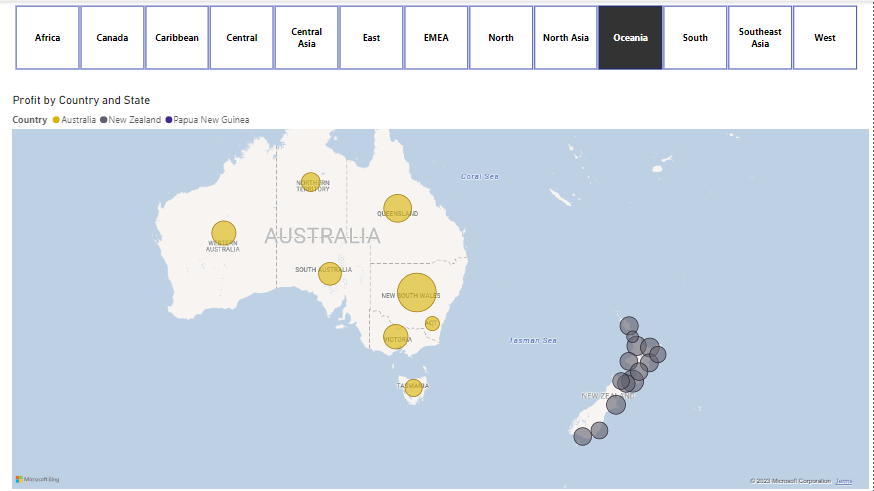 Africa
Canada
Caribbean
Central
Central
Asia
East
EMEA
North
North Asia
Oceania
South
Southeast
Asia
West
Profit by Country and State
Country Australia New Zealand Papua New Guinea
Coral Sea
NORTHERN
TERRITORY
QUEENSLAND
AUSTRALIA
WESTERN
AUSTRALIA
SOUTH AUSTRALIA
NEW SOUTH WALES
ACT
VICTORIA
Tasman Sea
TASMANIA
NEW ZEALAND
Microsoft Bing
© 2023 Microsoft Corporation Terms